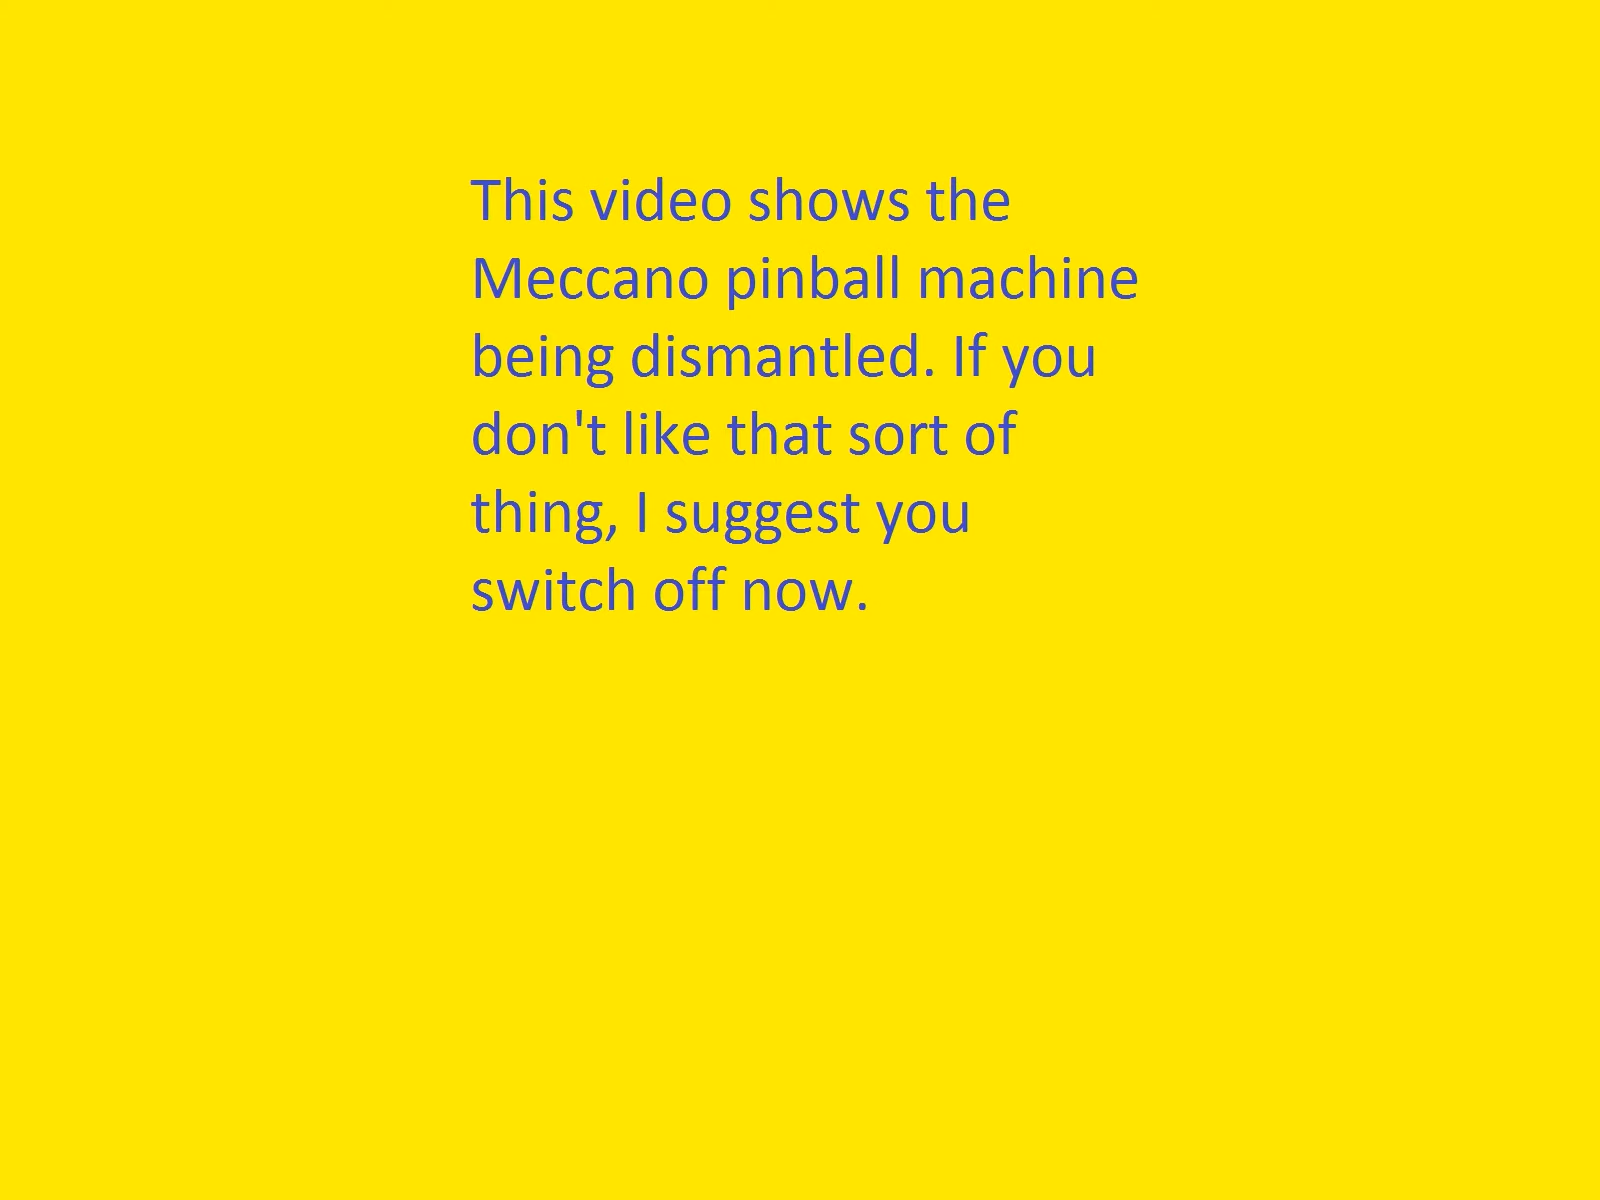 This video shows the
Meccano pinball machine
being dismantled. If you
don't like that sort of
thing, I suggest you
switch off now.